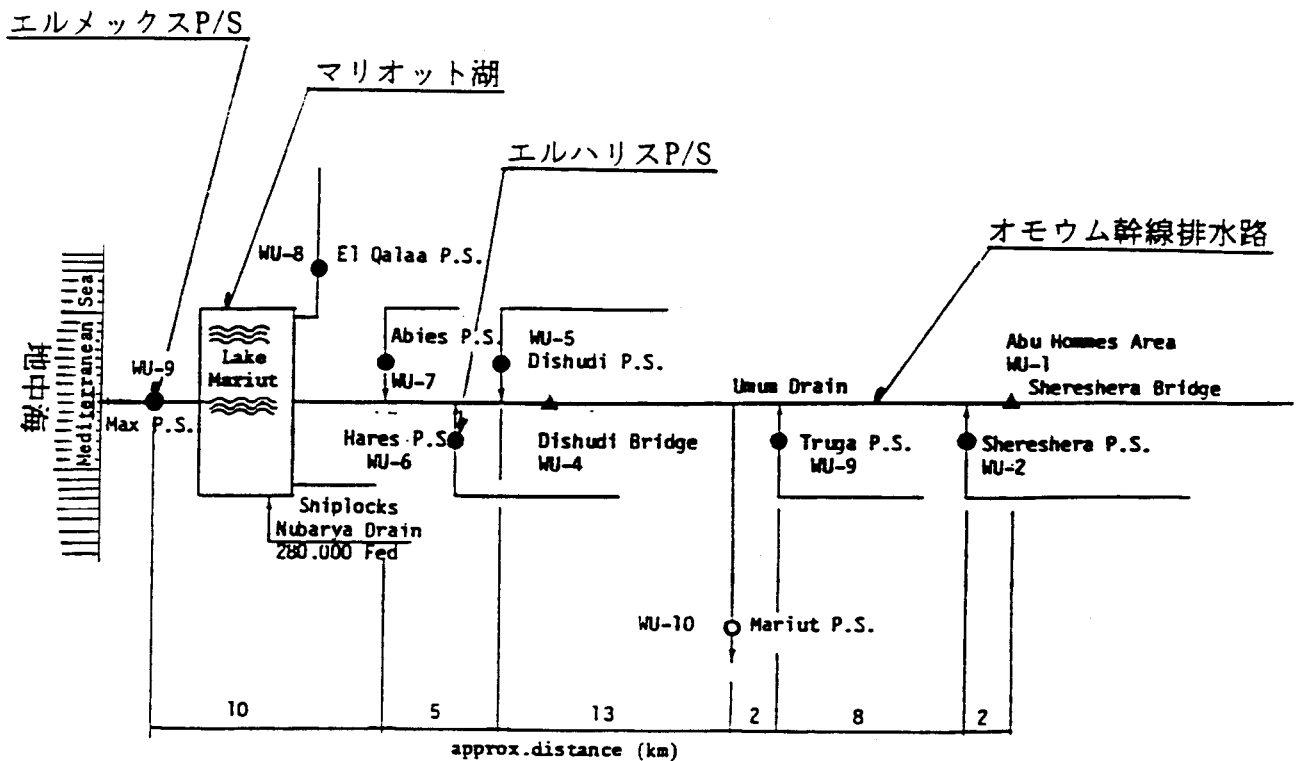 エルメックスP/S
マリオット湖
エルハリスP/S
オモウム幹線排水路
WU-8
El Qalaa P.S.
地中海
Mediterranean Sea
WU-9
Max P.S.
Lake
Mariut
Abies P.S.
WU-7
WU-5
Dishudi P.S.
Umum Drain
Abu Hommes Area
WU-1
Shereshera Bridge
Hares P.S
WU-6
Dishudi Bridge
WU-4
Truga P.S.
WU-9
Shereshera P.S.
WU-2
Shiplocks
Nubarya Drain
280.000 Fed
WU-10
Mariut P.S.
10
5
13
2
8
2
approx.distance (km)